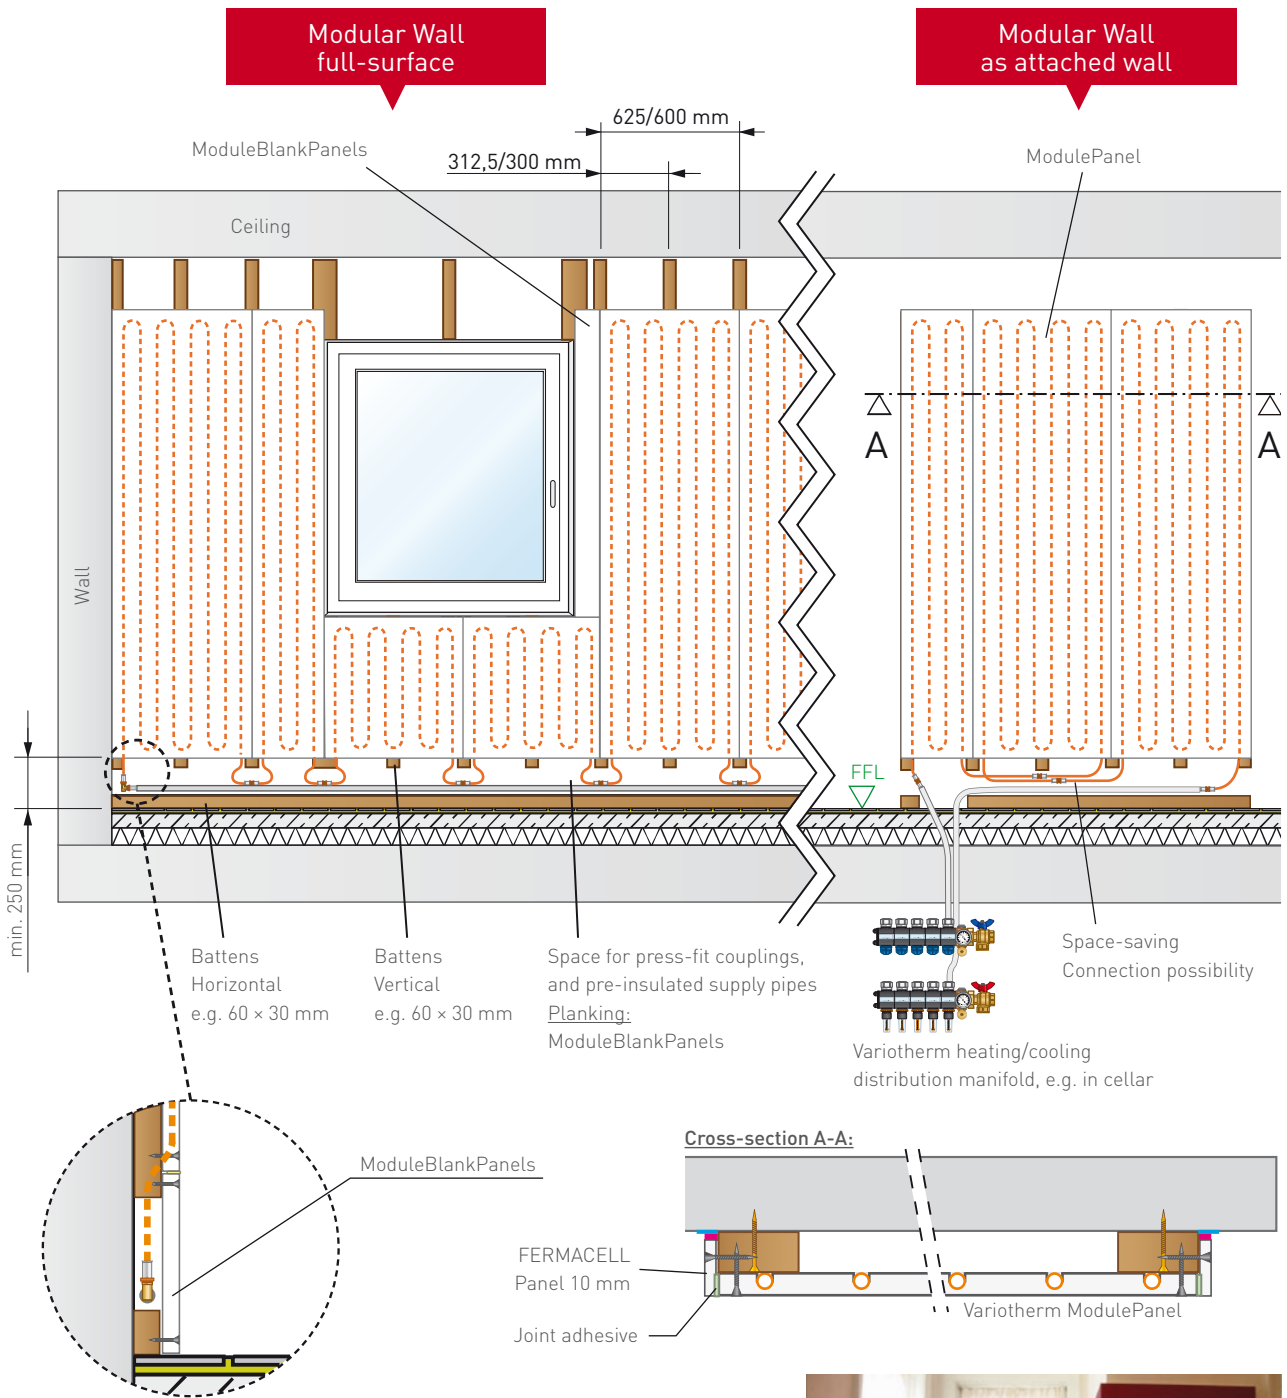 Modular Wall
full-surface
Modular Wall
as attached wall
625/600 mm
ModuleBlankPanels
312,5/300 mm
ModulePanel
Ceiling
A
A
Wall
FFL
min. 250 mm
Battens
Horizontal
e.g. 60 × 30 mm
Battens
Vertical
e.g. 60 × 30 mm
Space for press-fit couplings,
and pre-insulated supply pipes
Planking:
ModuleBlankPanels
Space-saving
Connection possibility
Variotherm heating/cooling
distribution manifold, e.g. in cellar
Cross-section A-A:
ModuleBlankPanels
FERMACELL
Panel 10 mm
Variotherm ModulePanel
Joint adhesive